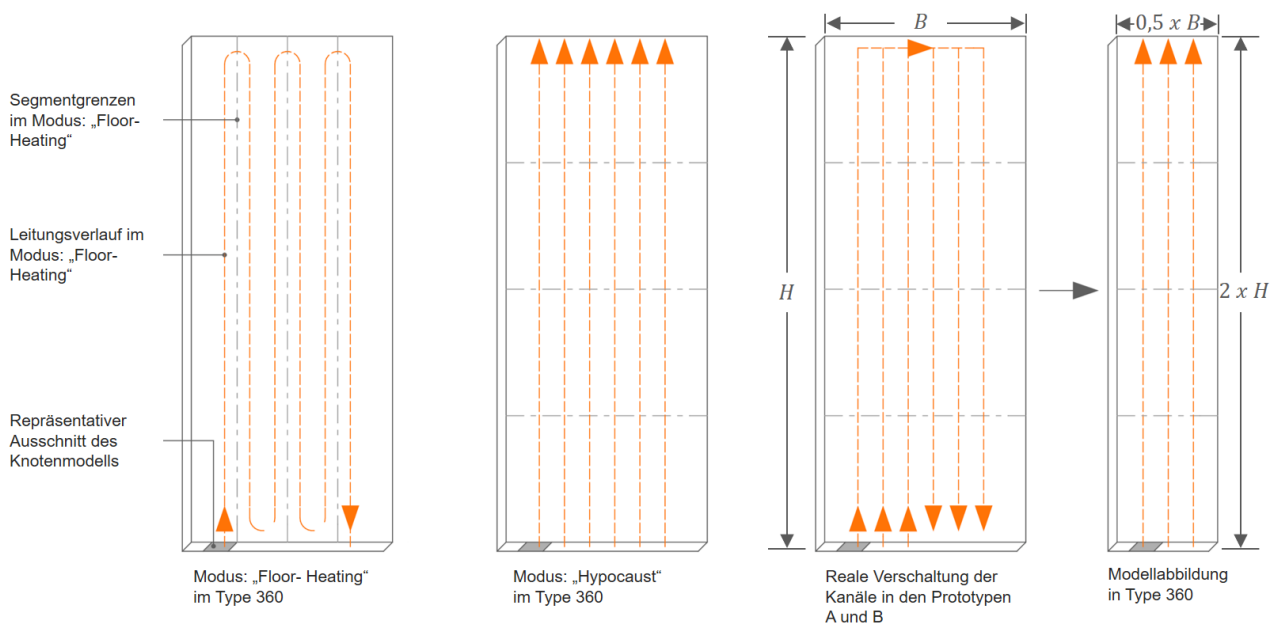 Segmentgrenzen
im Modus: „Floor-
Heating“
Leitungsverlauf im
Modus: „Floor-
Heating“
Repräsentativer
Ausschnitt des
Knotenmodells
Modus: „Floor- Heating“
im Type 360
Modus: „Hypocaust“
im Type 360
B
H
Reale Verschaltung der
Kanäle in den Prototypen
A und B
0,5 x B
2 x H
Modellabbildung
in Type 360